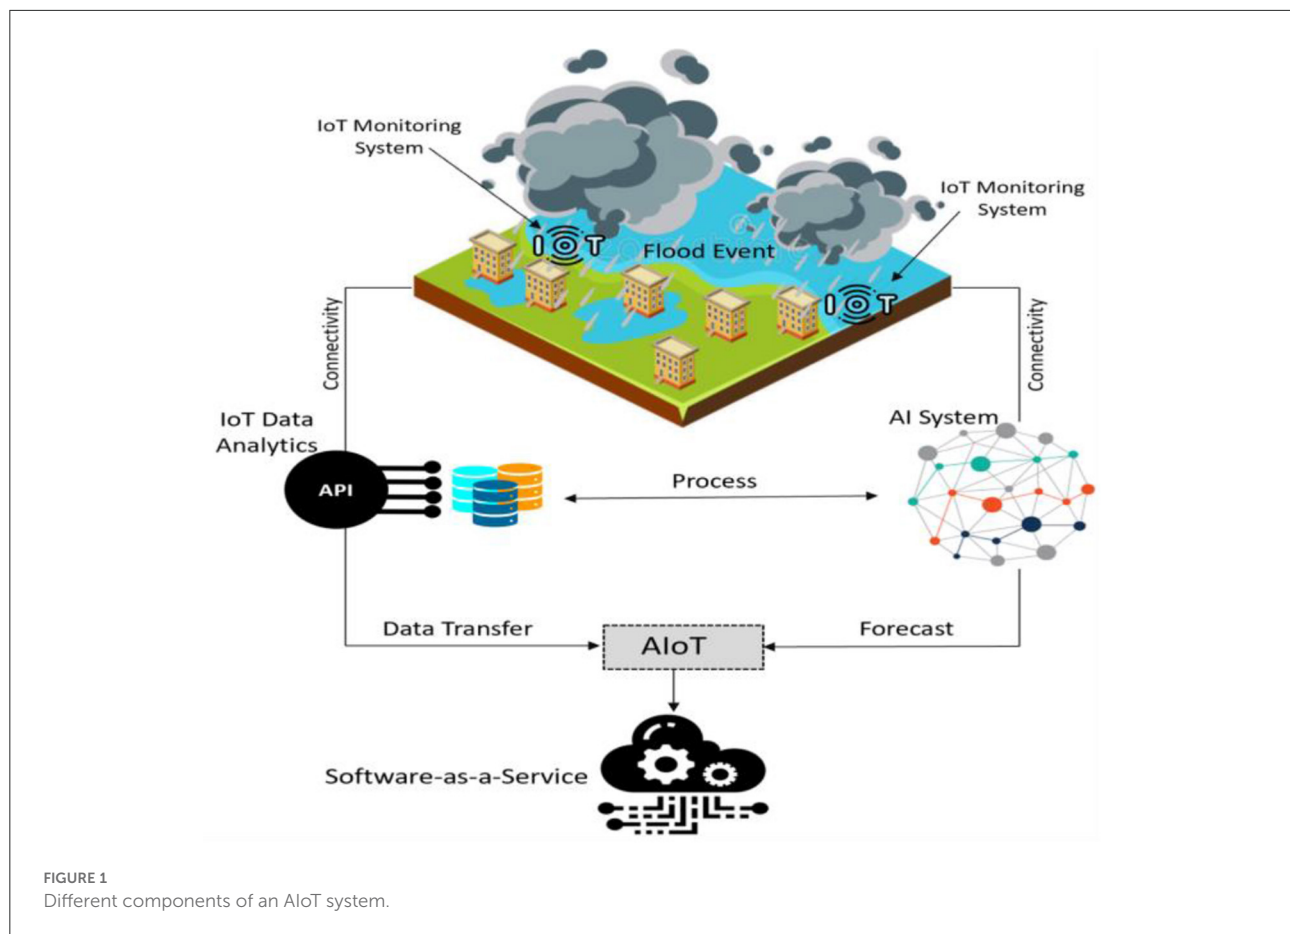 IoT Monitoring
System
IoT Monitoring
System
IOT
Flood Event
IOT
Connectivity
Connectivity
IoT Data
Analytics
AI System
API
Process
Data Transfer
AIoT
Forecast
Software-as-a-Service
FIGURE 1
Different components of an AIoT system.